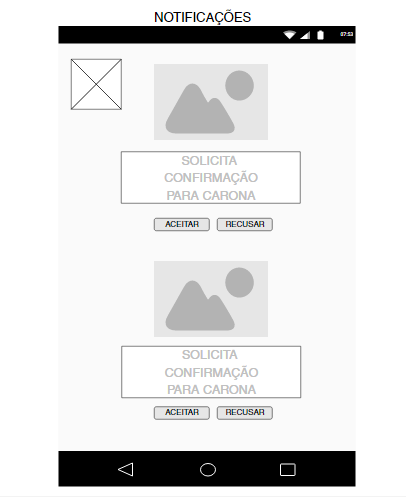 NOTIFICAÇÕES
07:53
SOLICITA
CONFIRMAÇÃO
PARA CARONA
ACEITAR RECUSAR
SOLICITA
CONFIRMAÇÃO
PARA CARONA
ACEITAR RECUSAR